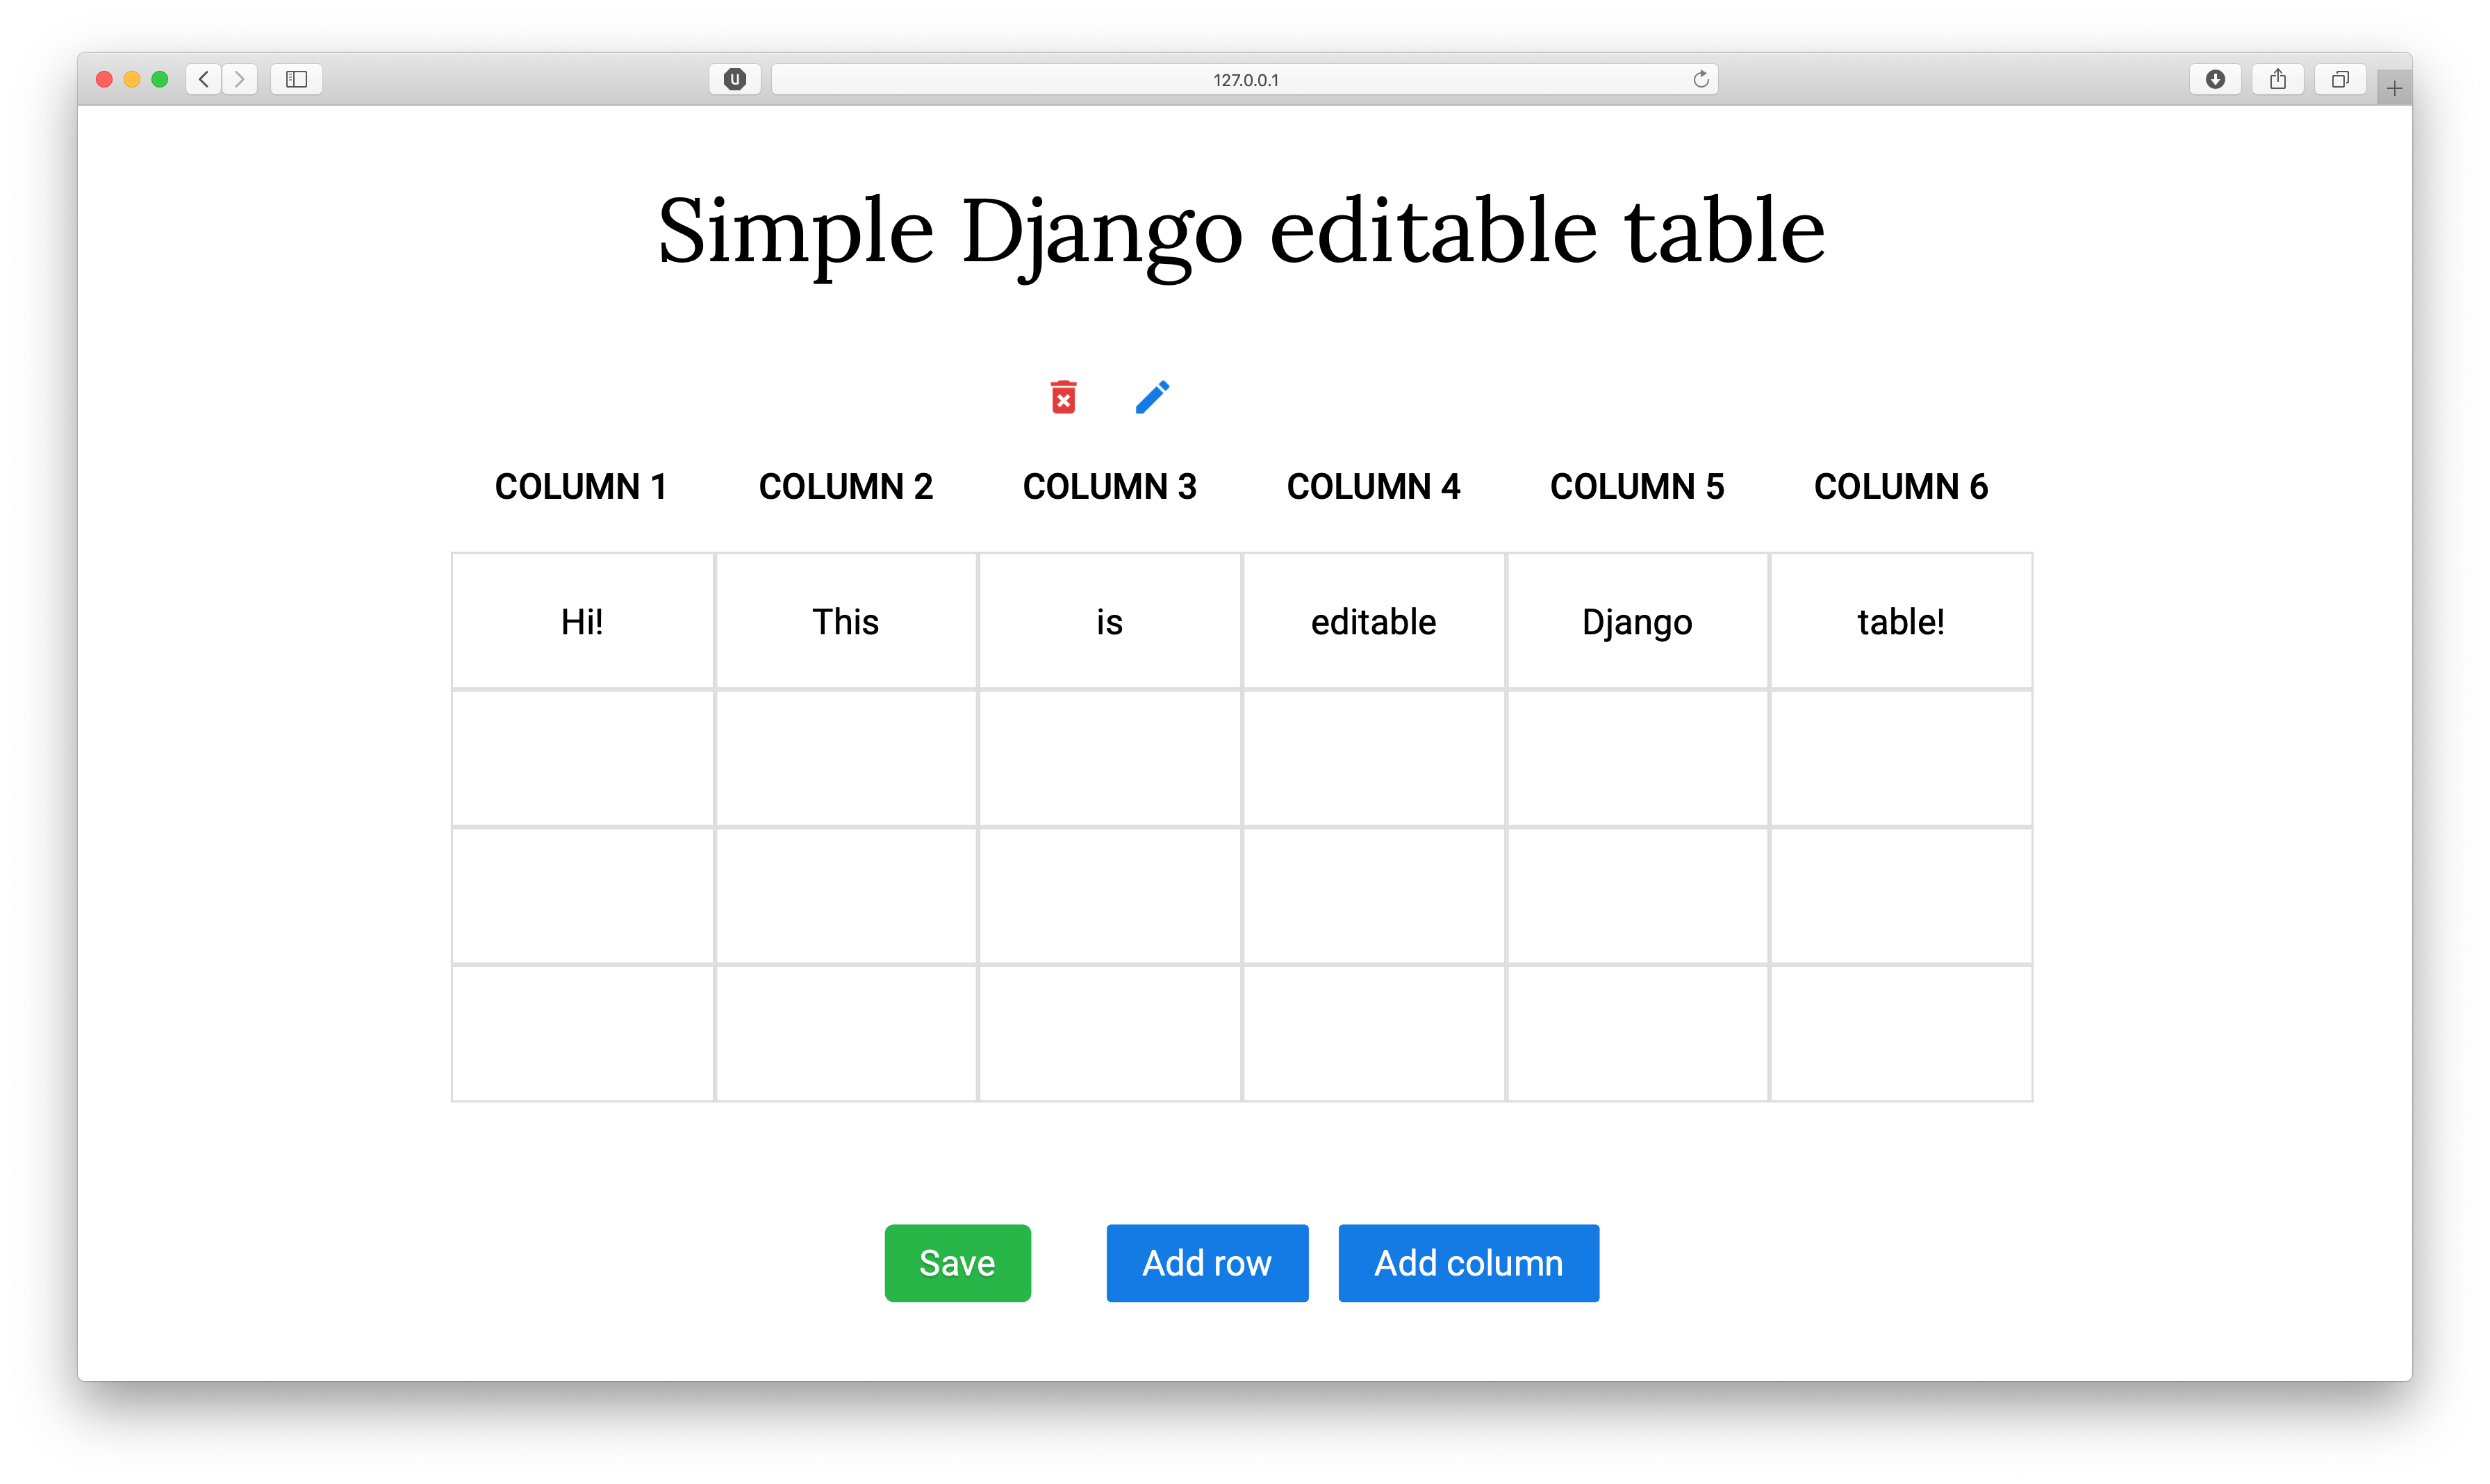 U
127.0.0.1
Simple Django editable table
COLUMN 1 COLUMN 2 COLUMN 3 COLUMN 4 COLUMN 5 COLUMN 6
Hi! This is editable Django table!
Save Add row Add column